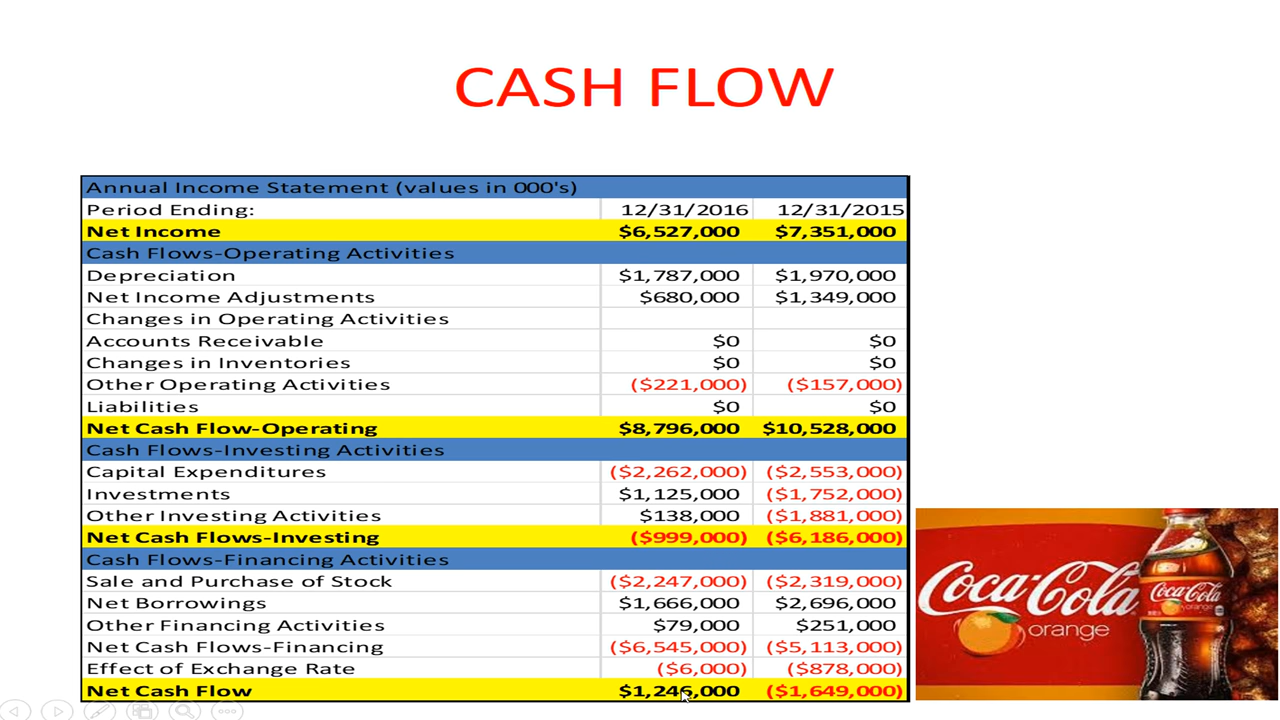 CASH FLOW
Annual Income Statement (values in 000's)
Period Ending: 12/31/2016 12/31/2015
Net Income $6,527,000 $7,351,000
Cash Flows-Operating Activities
Depreciation $1,787,000 $1,970,000
Net Income Adjustments $680,000 $1,349,000
Changes in Operating Activities
Accounts Receivable $0 $0
Changes in Inventories $0 $0
Other Operating Activities ($221,000) ($157,000)
Liabilities $0 $0
Net Cash Flow-Operating $8,796,000 $10,528,000
Cash Flows-Investing Activities
Capital Expenditures ($2,262,000) ($2,553,000)
Investments $1,125,000 ($1,752,000)
Other Investing Activities $138,000 ($1,881,000)
Net Cash Flows-Investing ($999,000) ($6,186,000)
Cash Flows-Financing Activities
Sale and Purchase of Stock ($2,247,000) ($2,319,000)
Net Borrowings $1,666,000 $2,696,000
Other Financing Activities $79,000 $251,000
Net Cash Flows-Financing ($6,545,000) ($5,113,000)
Effect of Exchange Rate ($6,000) ($878,000)
Net Cash Flow $1,246,000 ($1,649,000)
Coca-Cola
orange
Coca-Cola
orange